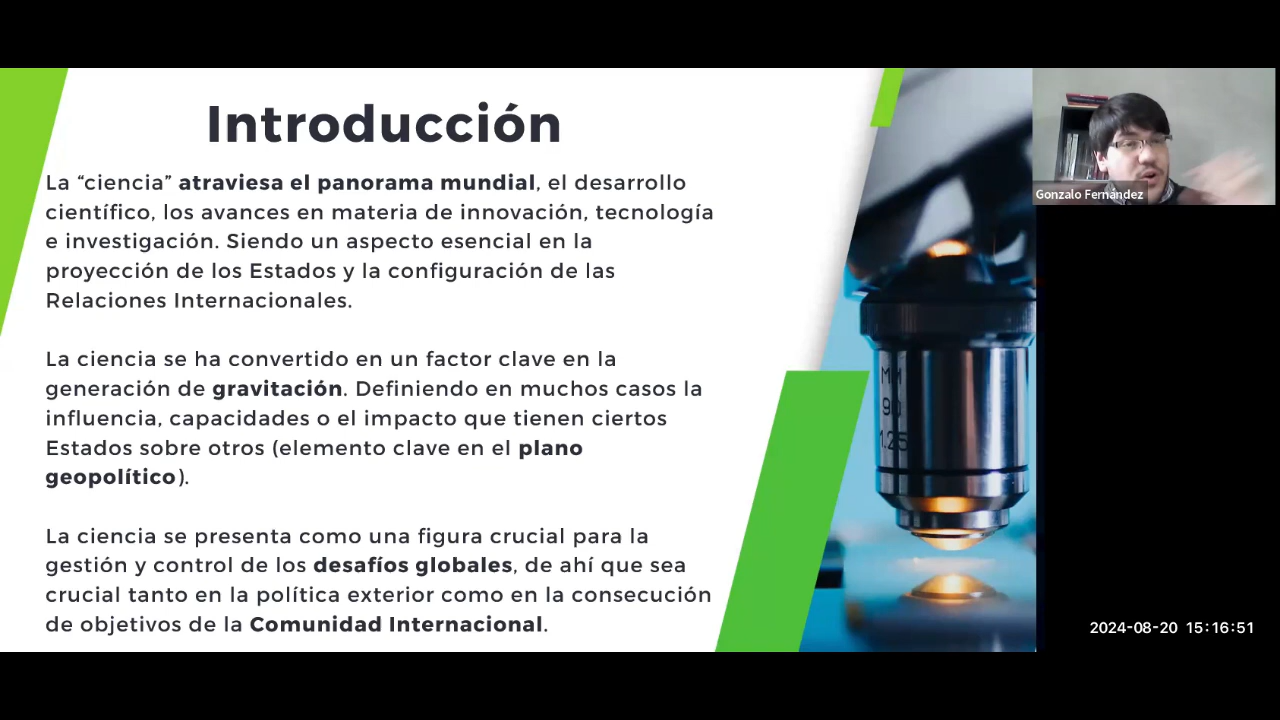 Introducción
La “ciencia” atraviesa el panorama mundial, el desarrollo
científico, los avances en materia de innovación, tecnología
e investigación. Siendo un aspecto esencial en la
proyección de los Estados y la configuración de las
Relaciones Internacionales.
La ciencia se ha convertido en un factor clave en la
generación de gravitación. Definiendo en muchos casos la
influencia, capacidades o el impacto que tienen ciertos
Estados sobre otros (elemento clave en el plano
geopolítico).
La ciencia se presenta como una figura crucial para la
gestión y control de los desafíos globales, de ahí que sea
crucial tanto en la política exterior como en la consecución
de objetivos de la Comunidad Internacional.
Gonzalo Fernández
2024-08-20 15:16:51